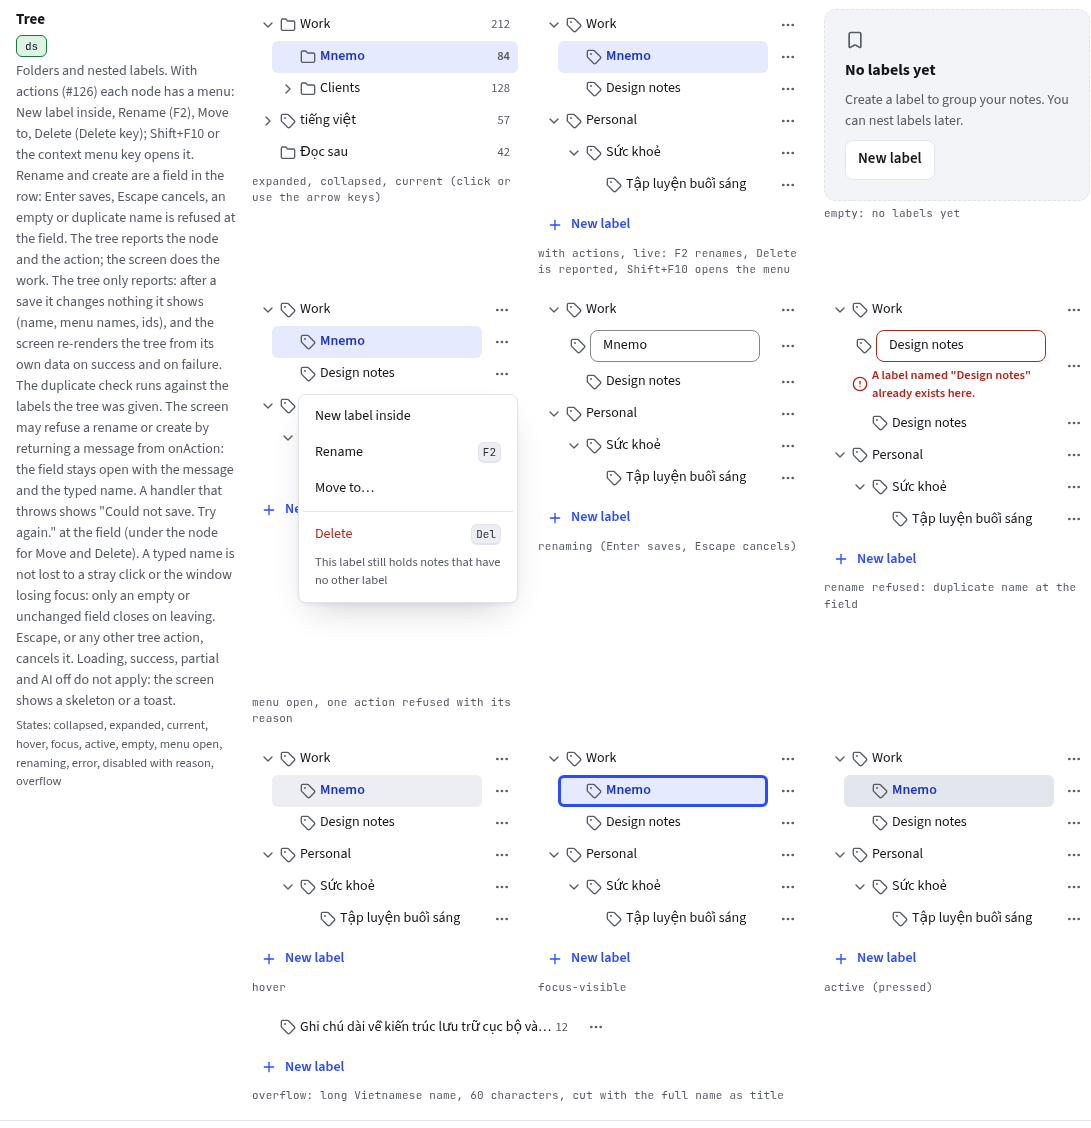 Tree
ds
Folders and nested labels. With
actions (#126) each node has a menu:
New label inside, Rename (F2), Move
to, Delete (Delete key); Shift+F10 or
the context menu key opens it.
Rename and create are a field in the
row: Enter saves, Escape cancels, an
empty or duplicate name is refused at
the field. The tree reports the node
and the action; the screen does the
work. The tree only reports: after a
save it changes nothing it shows
(name, menu names, ids), and the
screen re-renders the tree from its
own data on success and on failure.
The duplicate check runs against the
labels the tree was given. The screen
may refuse a rename or create by
returning a message from onAction:
the field stays open with the message
and the typed name. A handler that
throws shows "Could not save. Try
again." at the field (under the node
for Move and Delete). A typed name is
not lost to a stray click or the window
losing focus: only an empty or
unchanged field closes on leaving.
Escape, or any other tree action,
cancels it. Loading, success, partial
and AI off do not apply: the screen
shows a skeleton or a toast.
States: collapsed, expanded, current,
hover, focus, active, empty, menu open,
renaming, error, disabled with reason,
overflow
Work 212
Mnemo 84
Clients 128
tiếng việt 57
Đọc sau 42
expanded, collapsed, current (click or
use the arrow keys)
Work
Mnemo
Design notes
Personal
Sức khoẻ
Tập luyện buổi sáng
New label
with actions, live: F2 renames, Delete
is reported, Shift+F10 opens the menu
No labels yet
Create a label to group your notes. You
can nest labels later.
New label
empty: no labels yet
Work
Mnemo
Design notes
New label inside
Rename F2
Move to…
Ne
Delete Del
This label still holds notes that have
no other label
menu open, one action refused with its
reason
Work
Mnemo
Design notes
Personal
Sức khoẻ
Tập luyện buổi sáng
New label
renaming (Enter saves, Escape cancels)
Work
Design notes
A label named "Design notes"
already exists here.
Design notes
Personal
Sức khoẻ
Tập luyện buổi sáng
New label
rename refused: duplicate name at the
field
Work
Mnemo
Design notes
Personal
Sức khoẻ
Tập luyện buổi sáng
New label
hover
Work
Mnemo
Design notes
Personal
Sức khoẻ
Tập luyện buổi sáng
New label
focus-visible
Work
Mnemo
Design notes
Personal
Sức khoẻ
Tập luyện buổi sáng
New label
active (pressed)
Ghi chú dài về kiến trúc lưu trữ cục bộ và… 12
New label
overflow: long Vietnamese name, 60 characters, cut with the full name as title